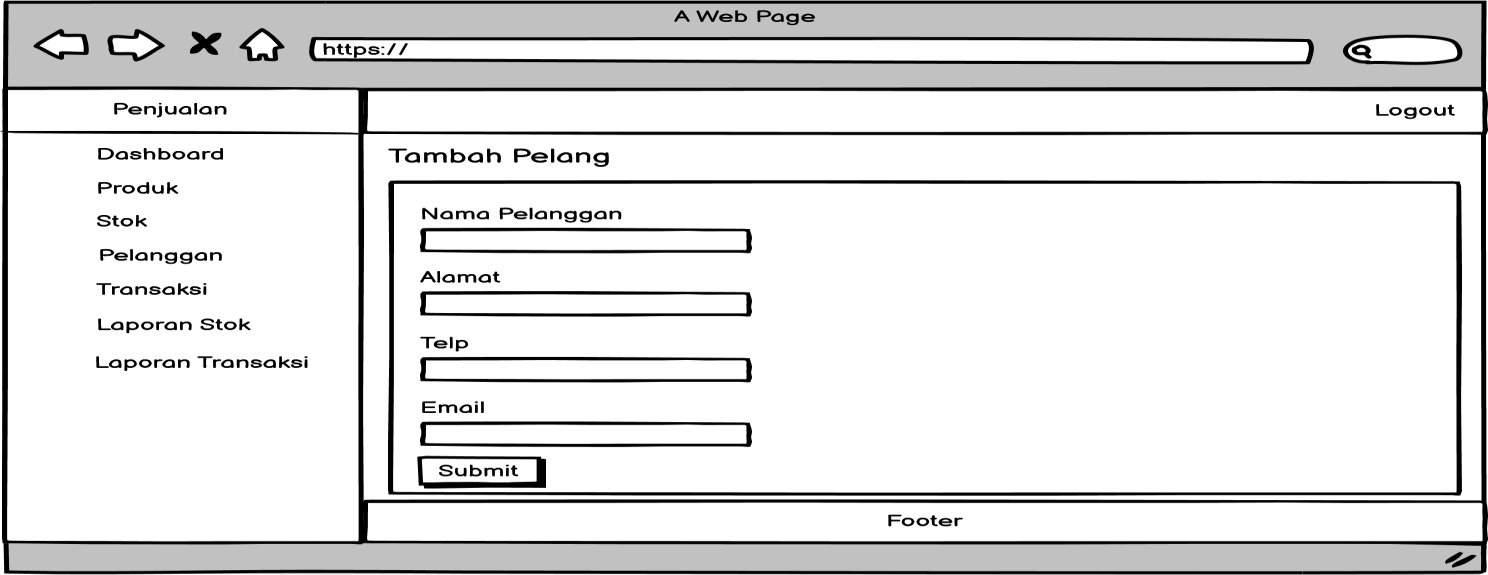 A Web Page
https://
Penjualan
Logout
Dashboard
Produk
Stok
Pelanggan
Transaksi
Laporan Stok
Laporan Transaksi
Tambah Pelang
Nama Pelanggan
Alamat
Telp
Email
Submit
Footer